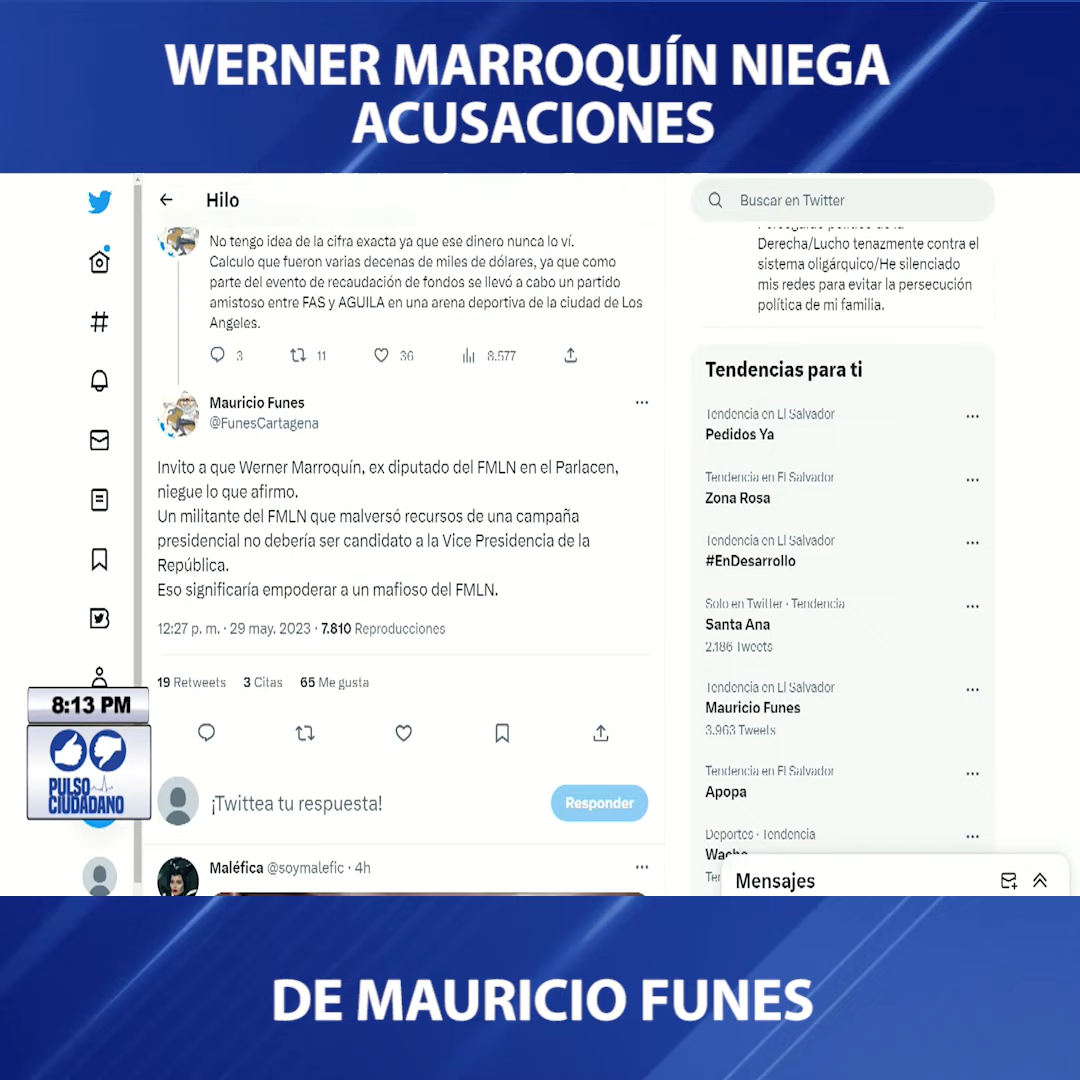 WERNER MARROQUÍN NIEGA
ACUSACIONES
Hilo
Buscar en Twitter
No tengo idea de la cifra exacta ya que ese dinero nunca lo ví.
Calculo que fueron varias decenas de miles de dólares, ya que como
parte del evento de recaudación de fondos se llevó a cabo un partido
amistoso entre FAS y AGUILA en una arena deportiva de la ciudad de Los
Angeles.
3 11 36 8.577
Derecha/Lucho tenazmente contra el
sistema oligárquico/He silenciado
mis redes para evitar la persecución
política de mi familia.
Mauricio Funes
@FunesCartagena
Invito a que Werner Marroquín, ex diputado del FMLN en el Parlacen,
niegue lo que afirmo.
Un militante del FMLN que malversó recursos de una campaña
presidencial no debería ser candidato a la Vice Presidencia de la
República.
Eso significaría empoderar a un mafioso del FMLN.
12:27 p. m. · 29 may. 2023 · 7.810 Reproducciones
19 Retweets 3 Citas 65 Me gusta
¡Twittea tu respuesta!
Responder
Maléfica @soymalefic · 4h
Tendencias para ti
Tendencia en El Salvador
Pedidos Ya
Tendencia en El Salvador
Zona Rosa
Tendencia en El Salvador
#EnDesarrollo
Solo en Twitter · Tendencia
Santa Ana
2.186 Tweets
Tendencia en El Salvador
Mauricio Funes
3.963 Tweets
Tendencia en El Salvador
Apopa
Deportes · Tendencia
Mensajes
8:13 PM
PULSO
CIUDADANO
DE MAURICIO FUNES